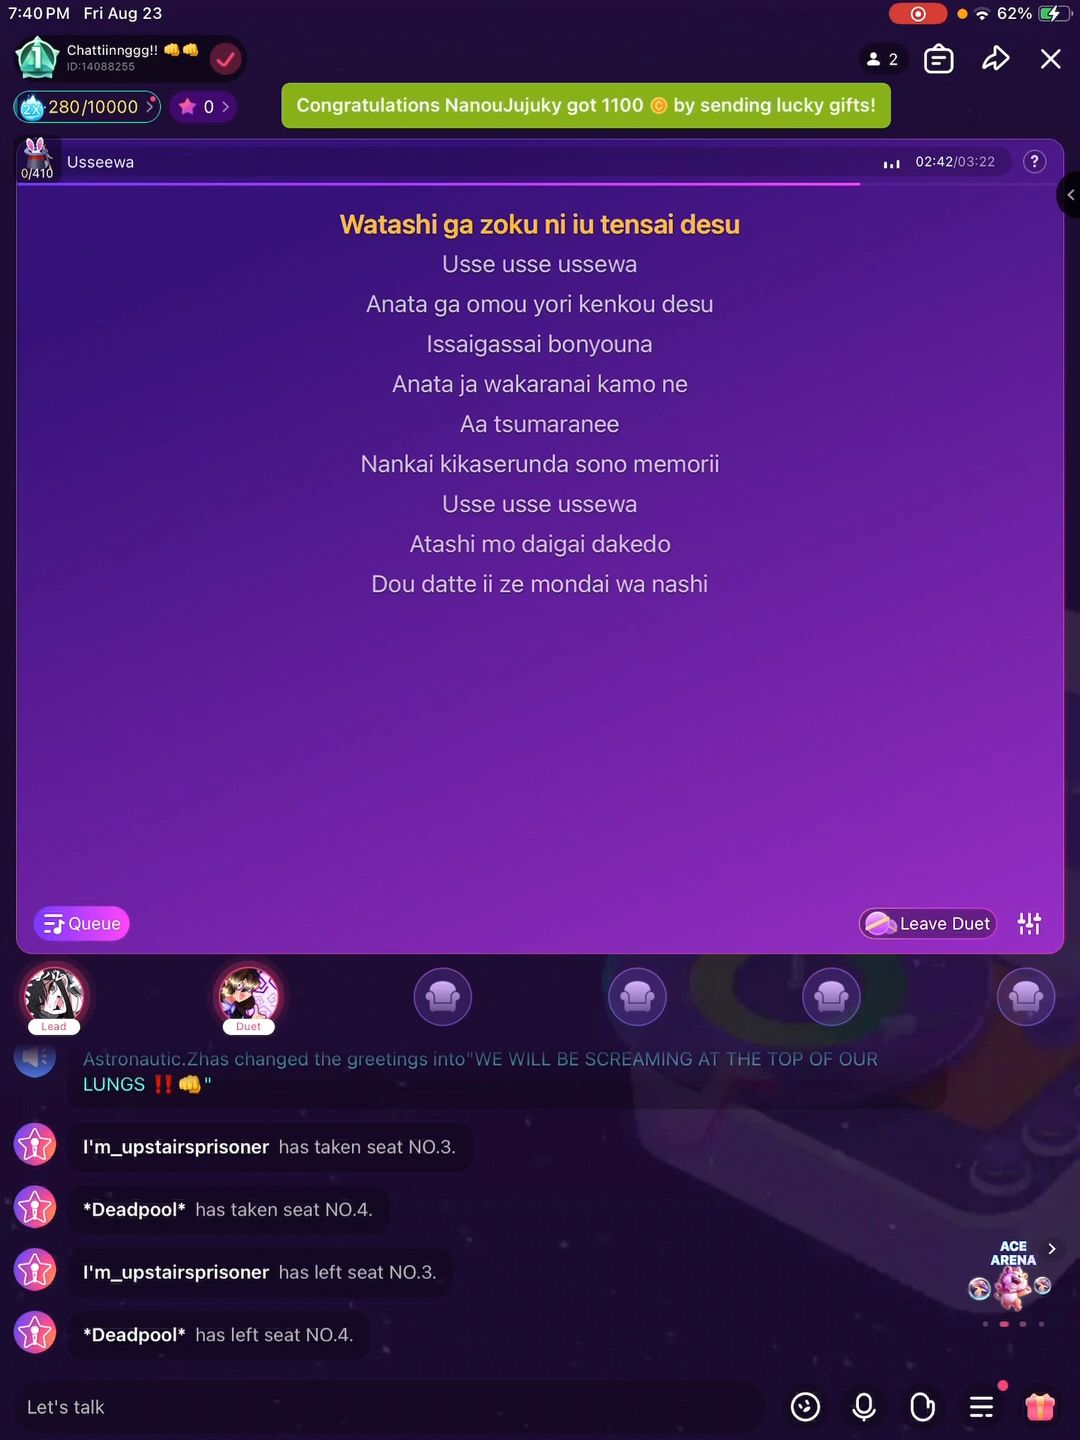 7:40 PM Fri Aug 23 62%
Chattiinnggg!! 👊👊
ID:14088255
2
2X 280/10000 0
Congratulations NanouJujuky got 1100 C by sending lucky gifts!
0/410 Usseewa 02:42/03:22 ?
Watashi ga zoku ni iu tensai desu
Usse usse ussewa
Anata ga omou yori kenkou desu
Issaigassai bonyouna
Anata ja wakaranai kamo ne
Aa tsumaranee
Nankai kikaserunda sono memorii
Usse usse ussewa
Atashi mo daigai dakedo
Dou datte ii ze mondai wa nashi
Queue Leave Duet
Lead Duet
Astronautic.Zhas changed the greetings into"WE WILL BE SCREAMING AT THE TOP OF OUR
LUNGS ‼️👊"
I'm_upstairsprisoner has taken seat NO.3.
*Deadpool* has taken seat NO.4.
I'm_upstairsprisoner has left seat NO.3.
*Deadpool* has left seat NO.4.
ACE
ARENA
Let's talk